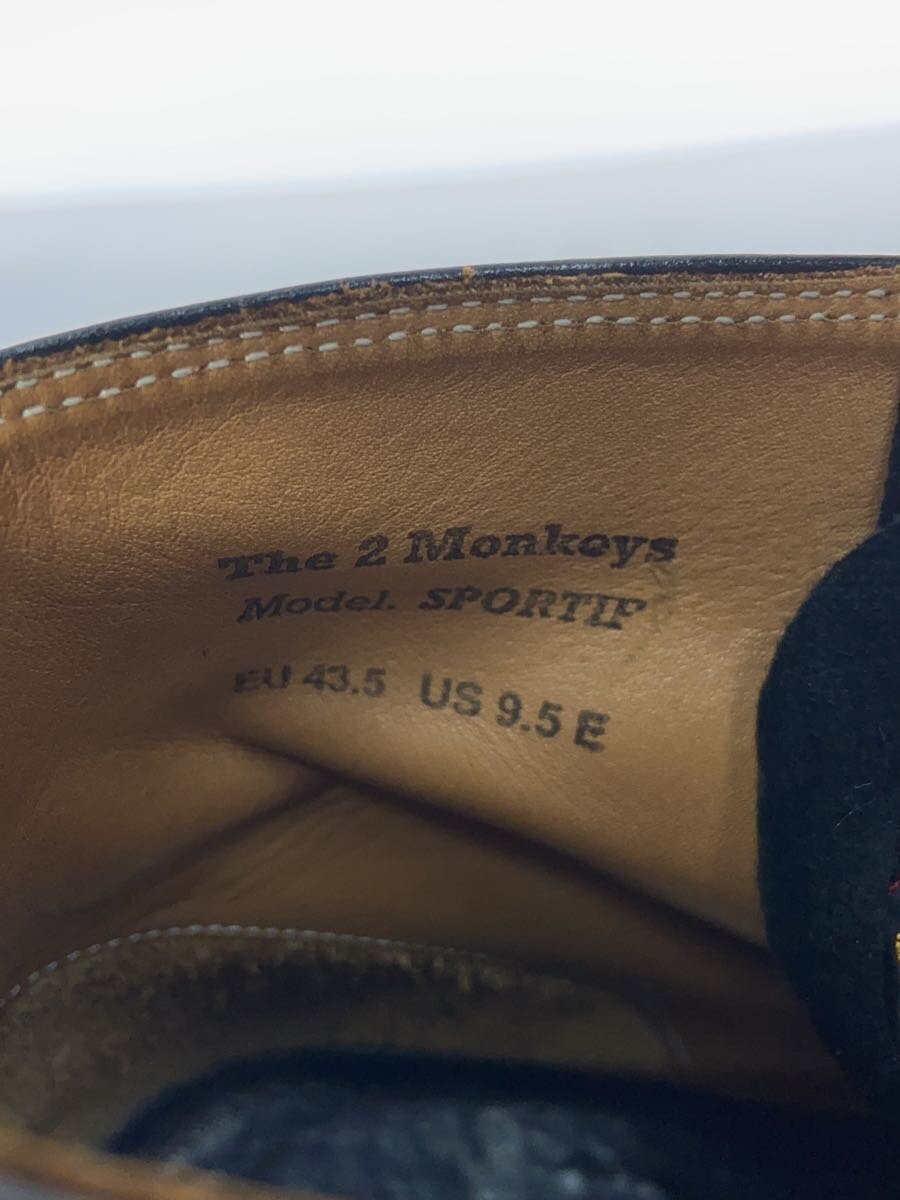 The 2 Monkeys
Model. SPORTIF
EU 43.5 US 9.5 E